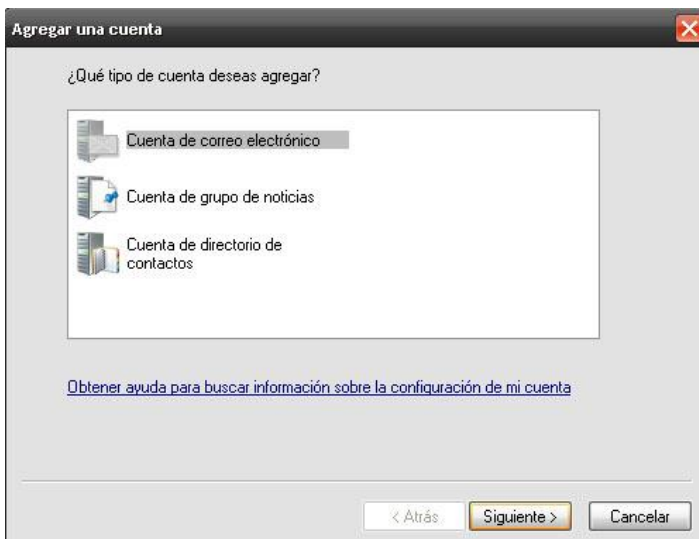 Agregar una cuenta
¿Qué tipo de cuenta deseas agregar?
Cuenta de correo electrónico
Cuenta de grupo de noticias
Cuenta de directorio de
contactos
Obtener ayuda para buscar información sobre la configuración de mi cuenta
< Atrás Siguiente > Cancelar